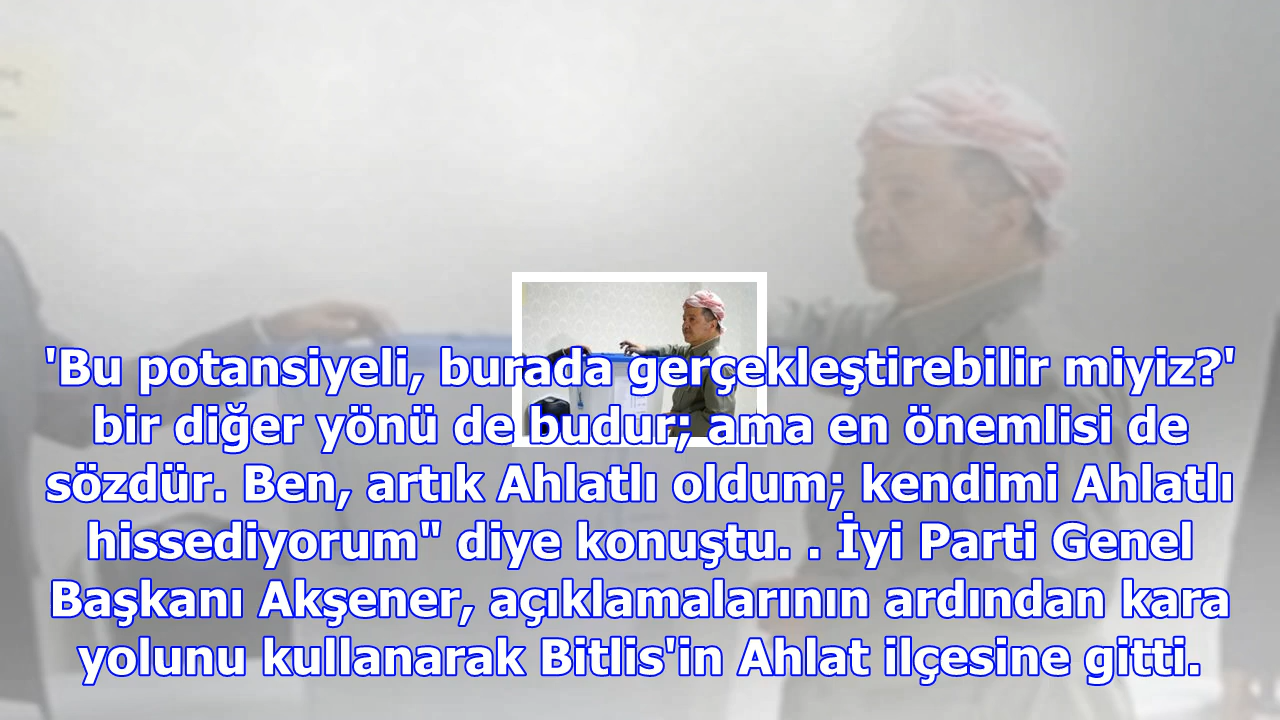 'Bu potansiyeli, burada gerçekleştirebilir miyiz?'
bir diğer yönü de budur; ama en önemlisi de
sözdür. Ben, artık Ahlatlı oldum; kendimi Ahlatlı
hissediyorum" diye konuştu. . İyi Parti Genel
Başkanı Akşener, açıklamalarının ardından kara
yolunu kullanarak Bitlis'in Ahlat ilçesine gitti.